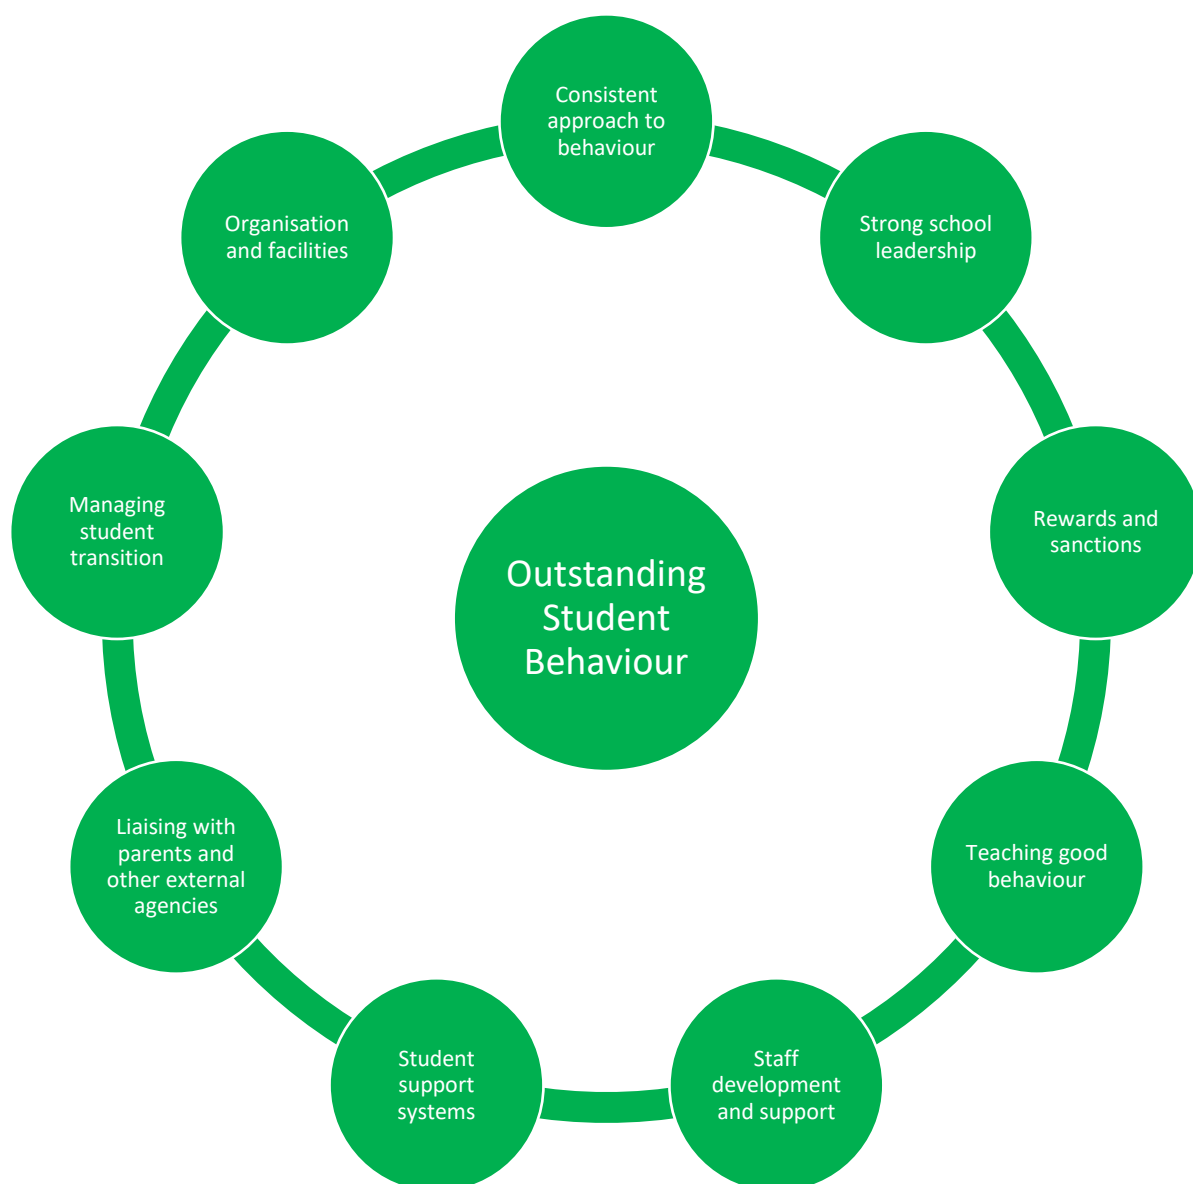 Consistent
approach to
behaviour
Strong school
leadership
Rewards and
sanctions
Teaching good
behaviour
Staff
development
and support
Student
support
systems
Liaising with
parents and
other external
agencies
Managing
student
transition
Organisation
and facilities
Outstanding
Student
Behaviour